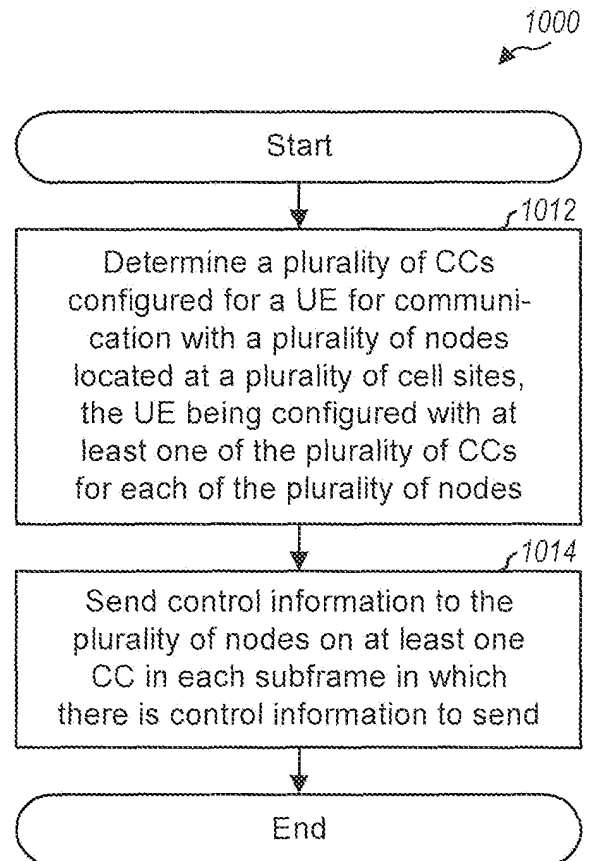 1000
Start
1012
Determine a plurality of CCs
configured for a UE for communi-
cation with a plurality of nodes
located at a plurality of cell sites,
the UE being configured with at
least one of the plurality of CCs
for each of the plurality of nodes
1014
Send control information to the
plurality of nodes on at least one
CC in each subframe in which
there is control information to send
End